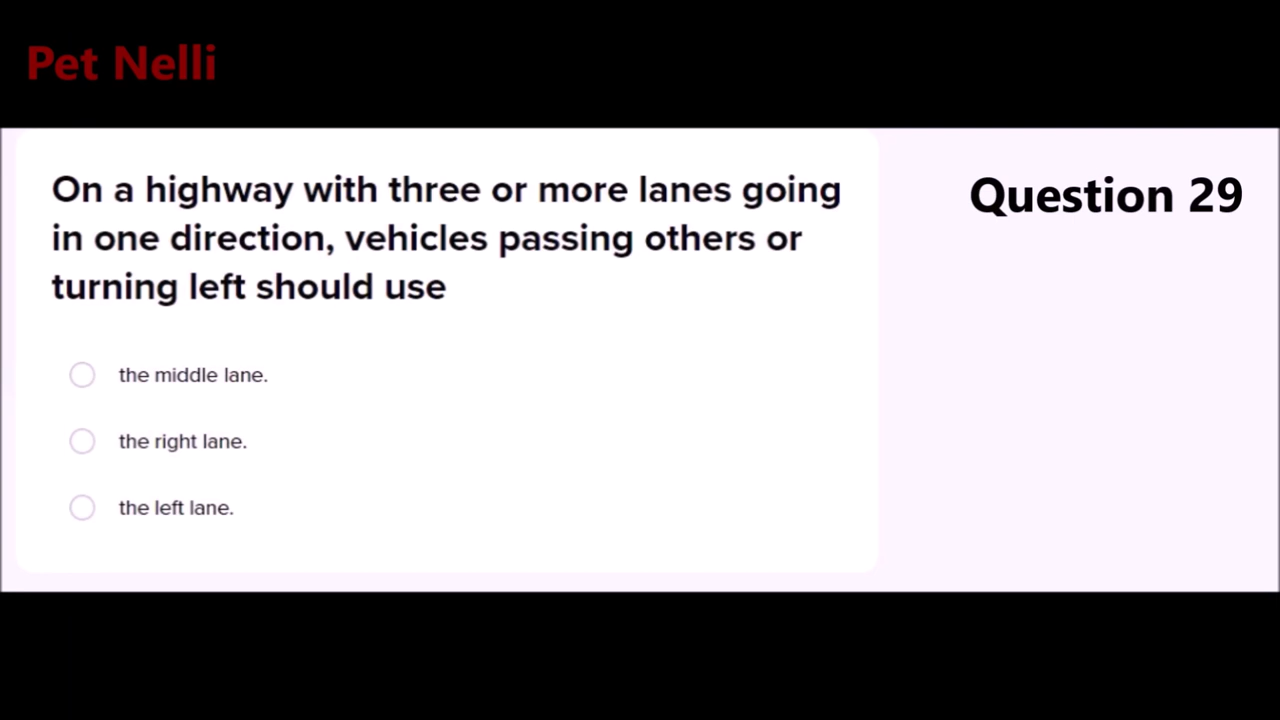 Pet Nelli
On a highway with three or more lanes going
in one direction, vehicles passing others or
turning left should use
Question 29
the middle lane.
the right lane.
the left lane.